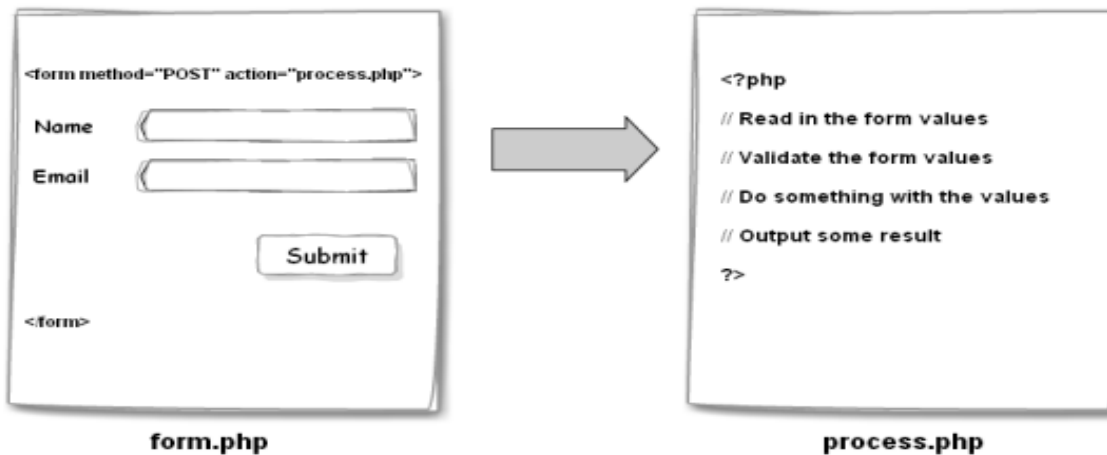 <form method="POST" action="process.php">
Name
Email
Submit
</form>
form.php
<?php
// Read in the form values
// Validate the form values
// Do something with the values
// Output some result
?>
process.php